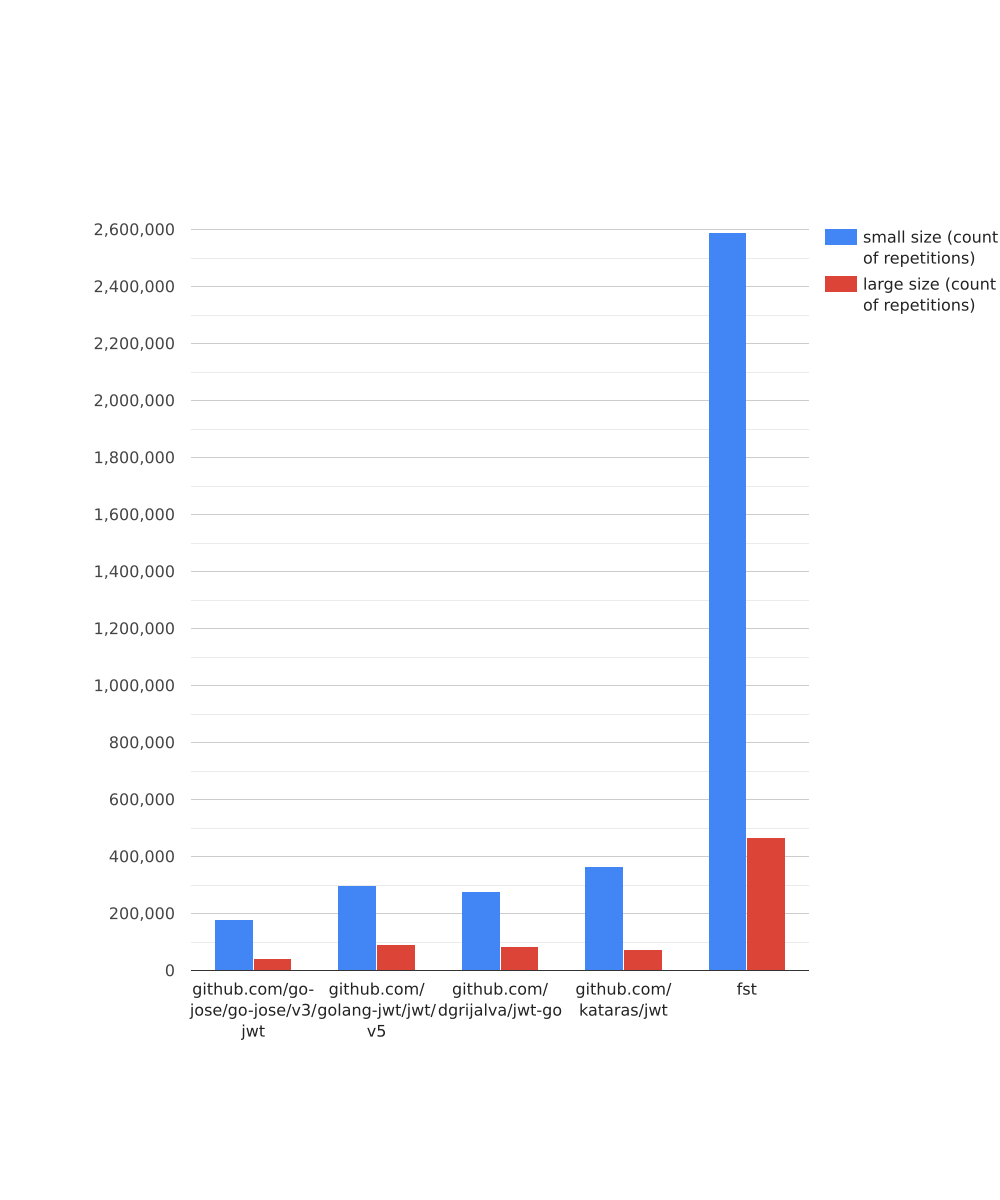 2,600,000
2,400,000
2,200,000
2,000,000
1,800,000
1,600,000
1,400,000
1,200,000
1,000,000
800,000
600,000
400,000
200,000
0
small size (count
of repetitions)
large size (count
of repetitions)
github.com/go-
jose/go-jose/v3/
jwt
github.com/
golang-jwt/jwt/
v5
github.com/
dgrijalva/jwt-go
github.com/
kataras/jwt
fst